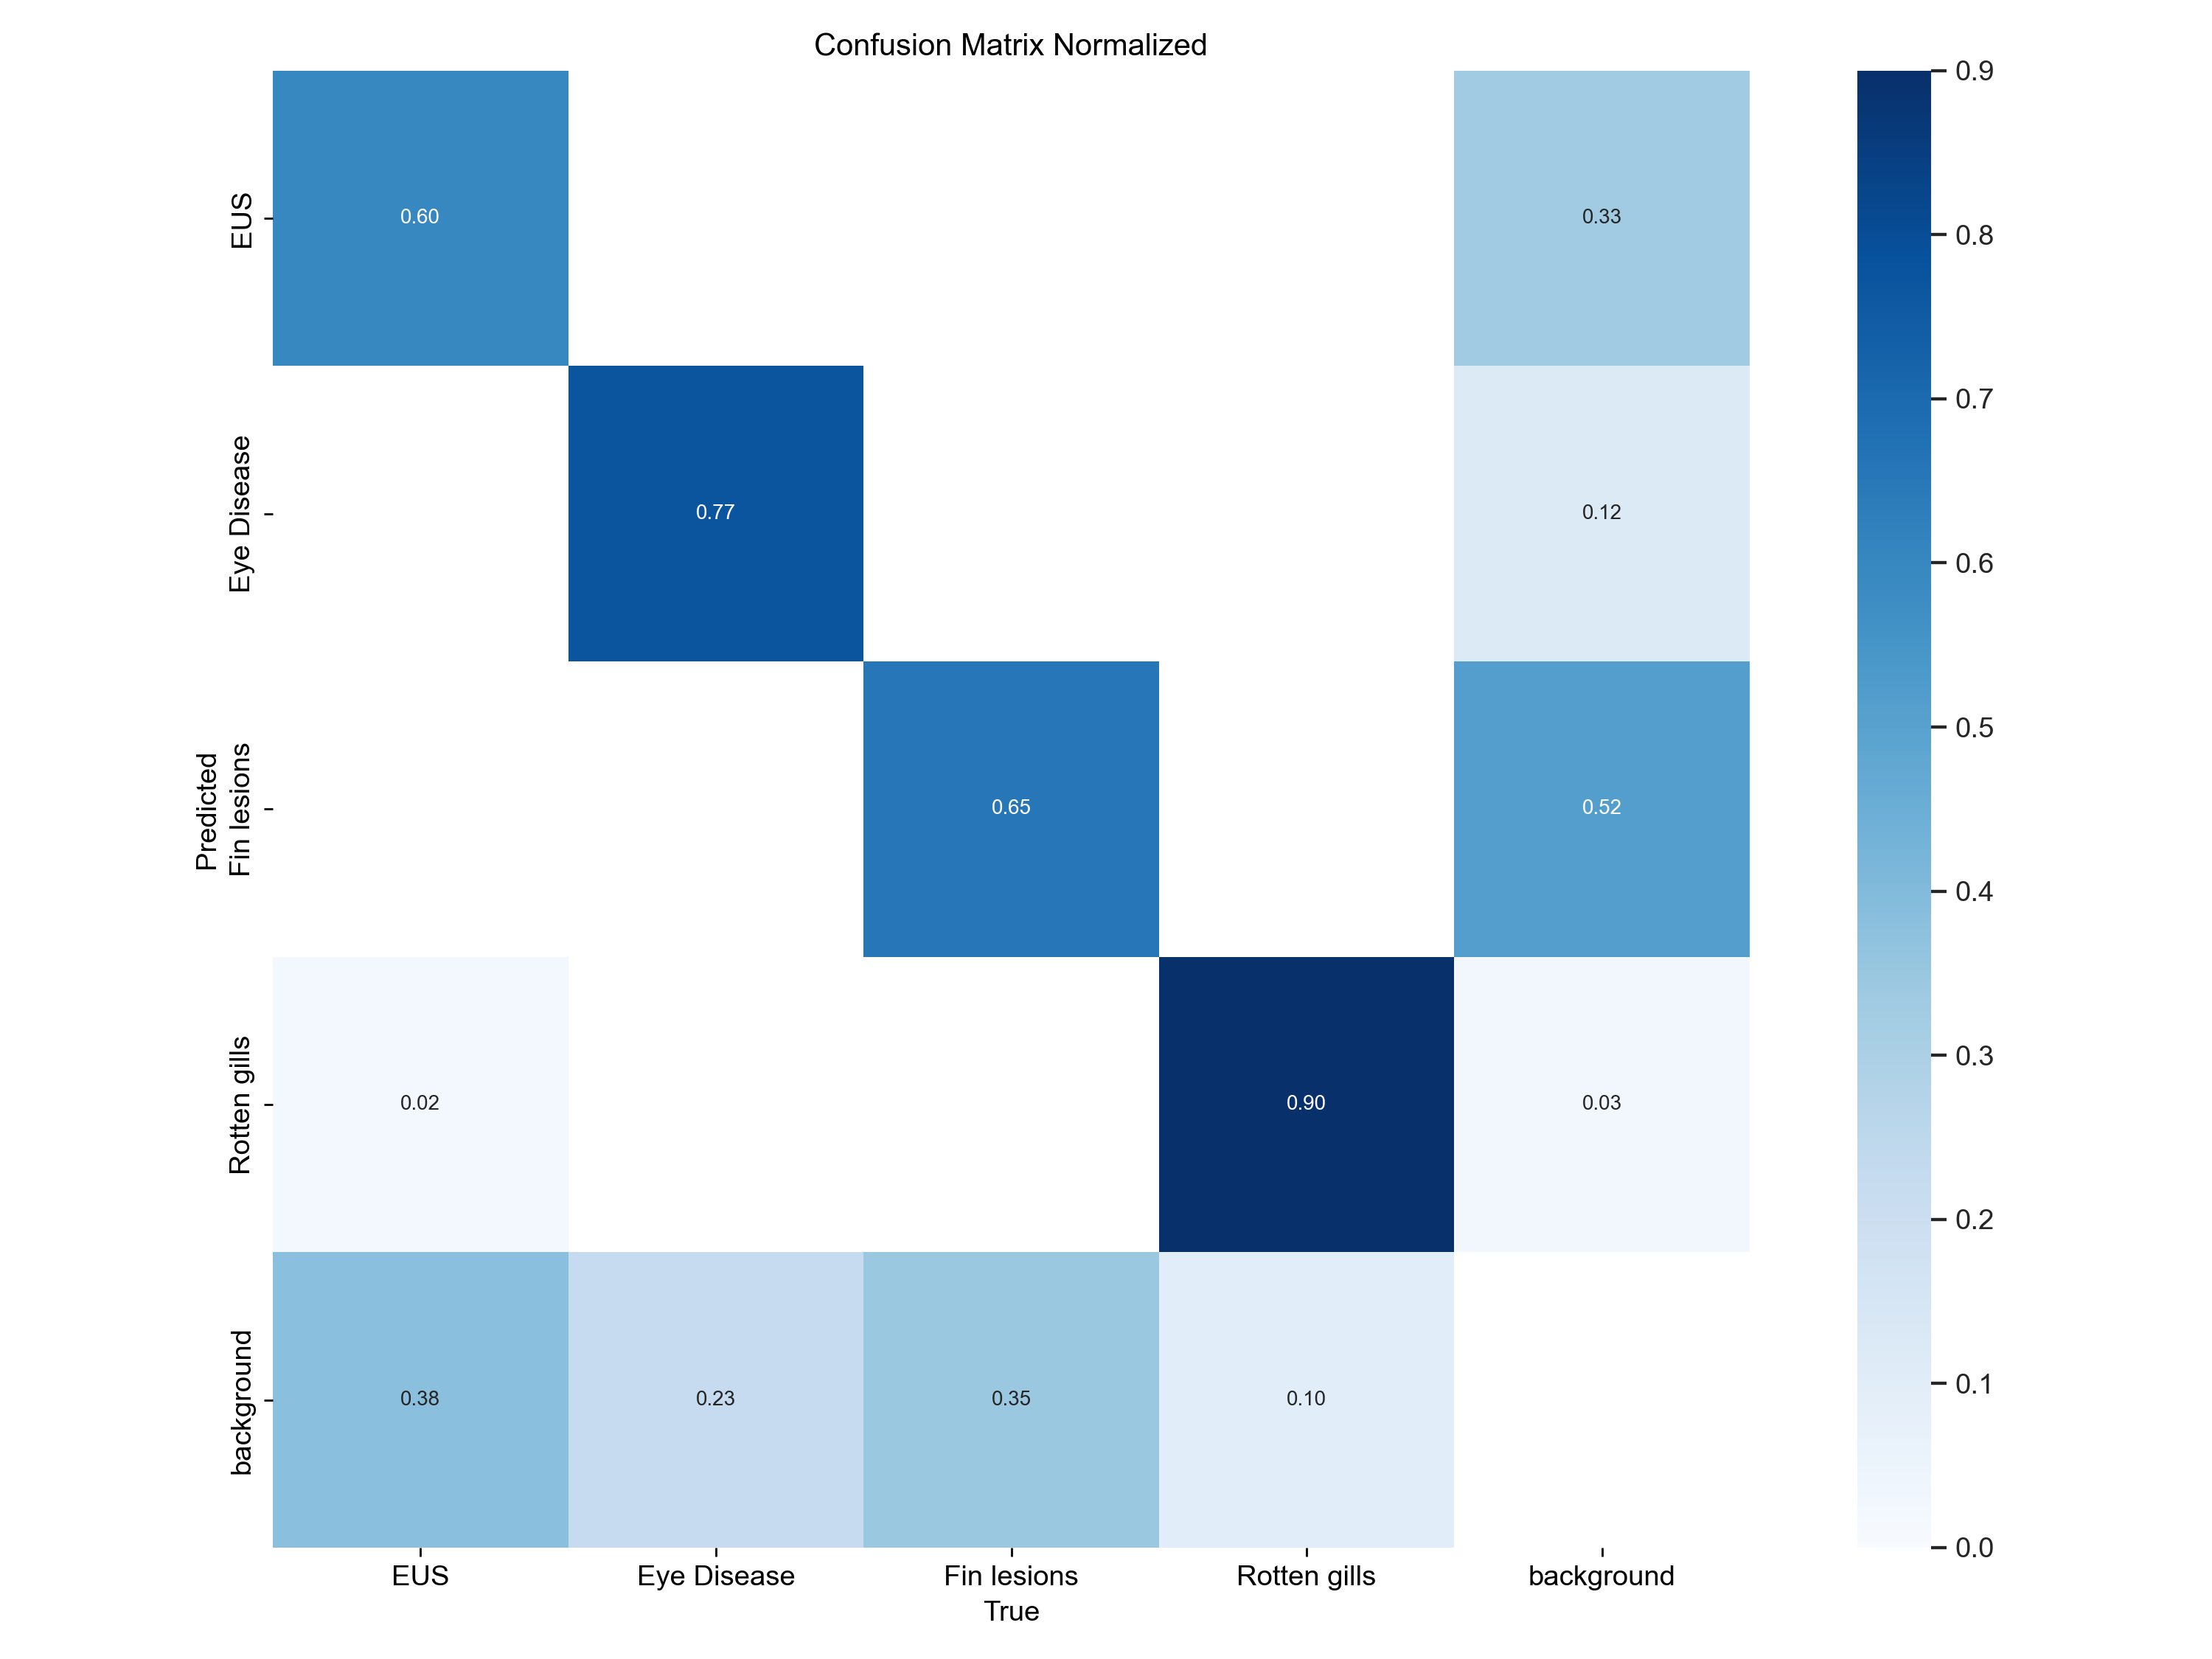 Confusion Matrix Normalized
EUS
0.60
0.33
Eye Disease
0.77
0.12
Predicted
Fin lesions
0.65
0.52
Rotten gills
0.02
0.90
0.03
background
0.38
0.23
0.35
0.10
EUS
Eye Disease
Fin lesions
Rotten gills
background
True
0.9
0.8
0.7
0.6
0.5
0.4
0.3
0.2
0.1
0.0